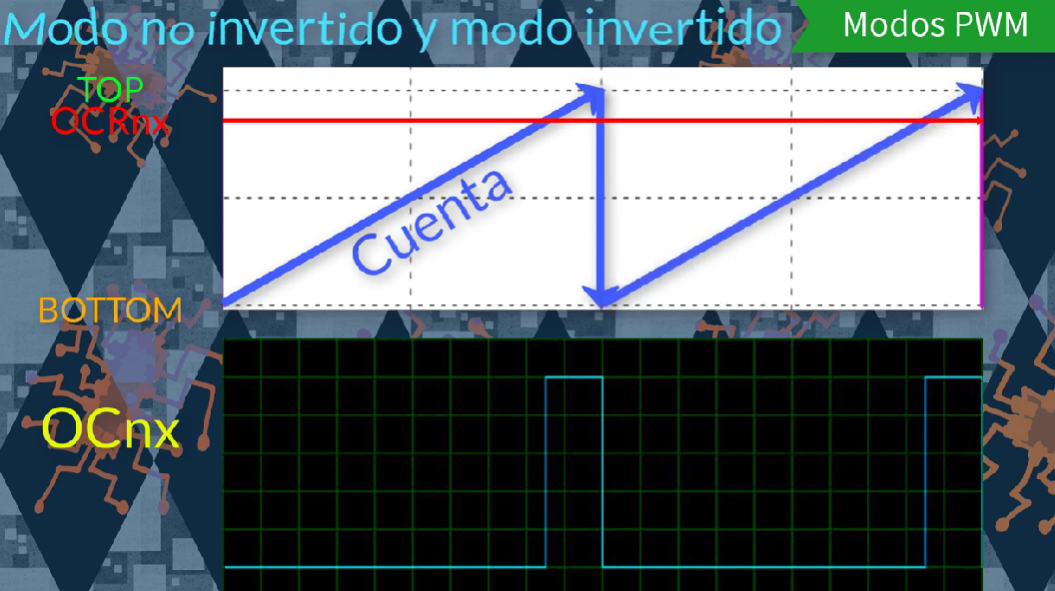 Modo no invertido y modo invertido
Modos PWM
TOP
OCRnx
Cuenta
BOTTOM
OCnx